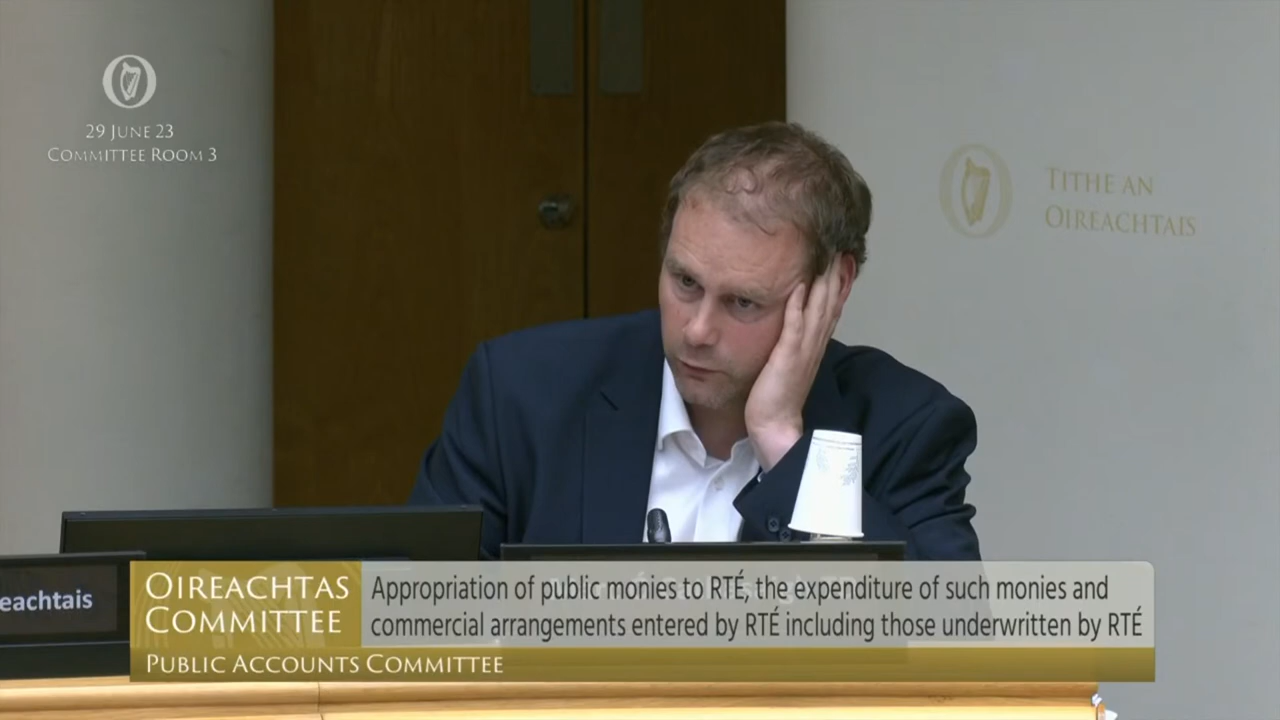 29 JUNE 23
COMMITTEE ROOM 3
TITHE AN
OIREACHTAIS
eachtais
OIREACHTAS
COMMITTEE
Appropriation of public monies to RTÉ, the expenditure of such monies and
commercial arrangements entered by RTÉ including those underwritten by RTÉ
PUBLIC ACCOUNTS COMMITTEE